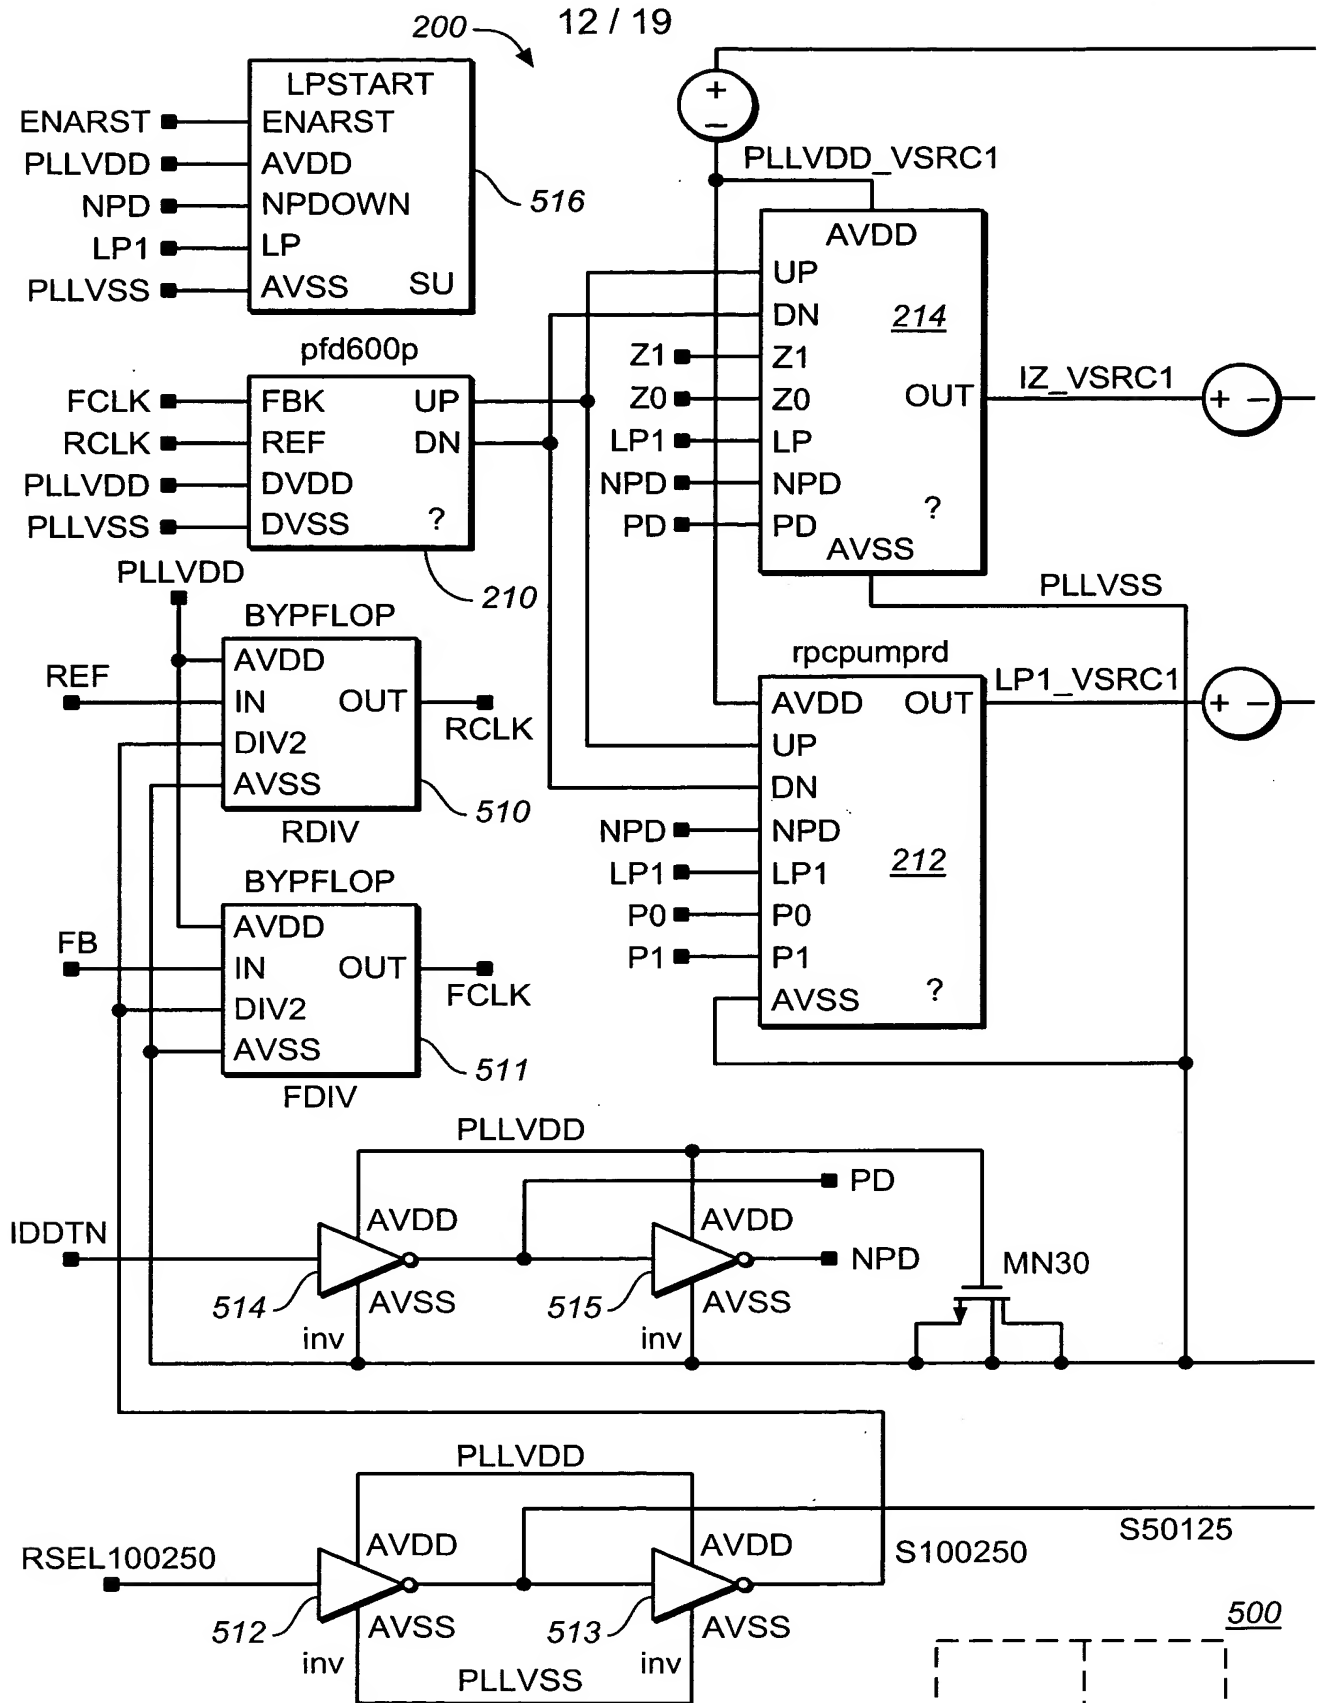 12 / 19
200
LPSTART
ENARST
ENARST
PLLVDD
AVDD
NPD
NPDOWN
LP1
LP
PLLVSS
AVSS
SU
516
+
−
PLLVDD_VSRC1
AVDD
UP
DN
214
Z1
Z1
Z0
Z0
LP1
LP
NPD
NPD
PD
PD
OUT
?
AVSS
IZ_VSRC1
+ −
PLLVSS
pfd600p
FCLK
FBK
UP
RCLK
REF
DN
PLLVDD
DVDD
PLLVSS
DVSS
?
210
PLLVDD
BYPFLOP
AVDD
REF
IN
OUT
RCLK
DIV2
AVSS
510
RDIV
rpcpumprd
AVDD
OUT
LP1_VSRC1
+ −
UP
DN
NPD
NPD
212
LP1
LP1
P0
P0
P1
P1
AVSS
?
BYPFLOP
AVDD
FB
IN
OUT
FCLK
DIV2
AVSS
511
FDIV
PLLVDD
PD
IDDTN
AVDD
AVDD
NPD
MN30
514
AVSS
515
AVSS
inv
inv
PLLVDD
S50125
RSEL100250
AVDD
AVDD
S100250
512
AVSS
513
AVSS
inv
inv
PLLVSS
500